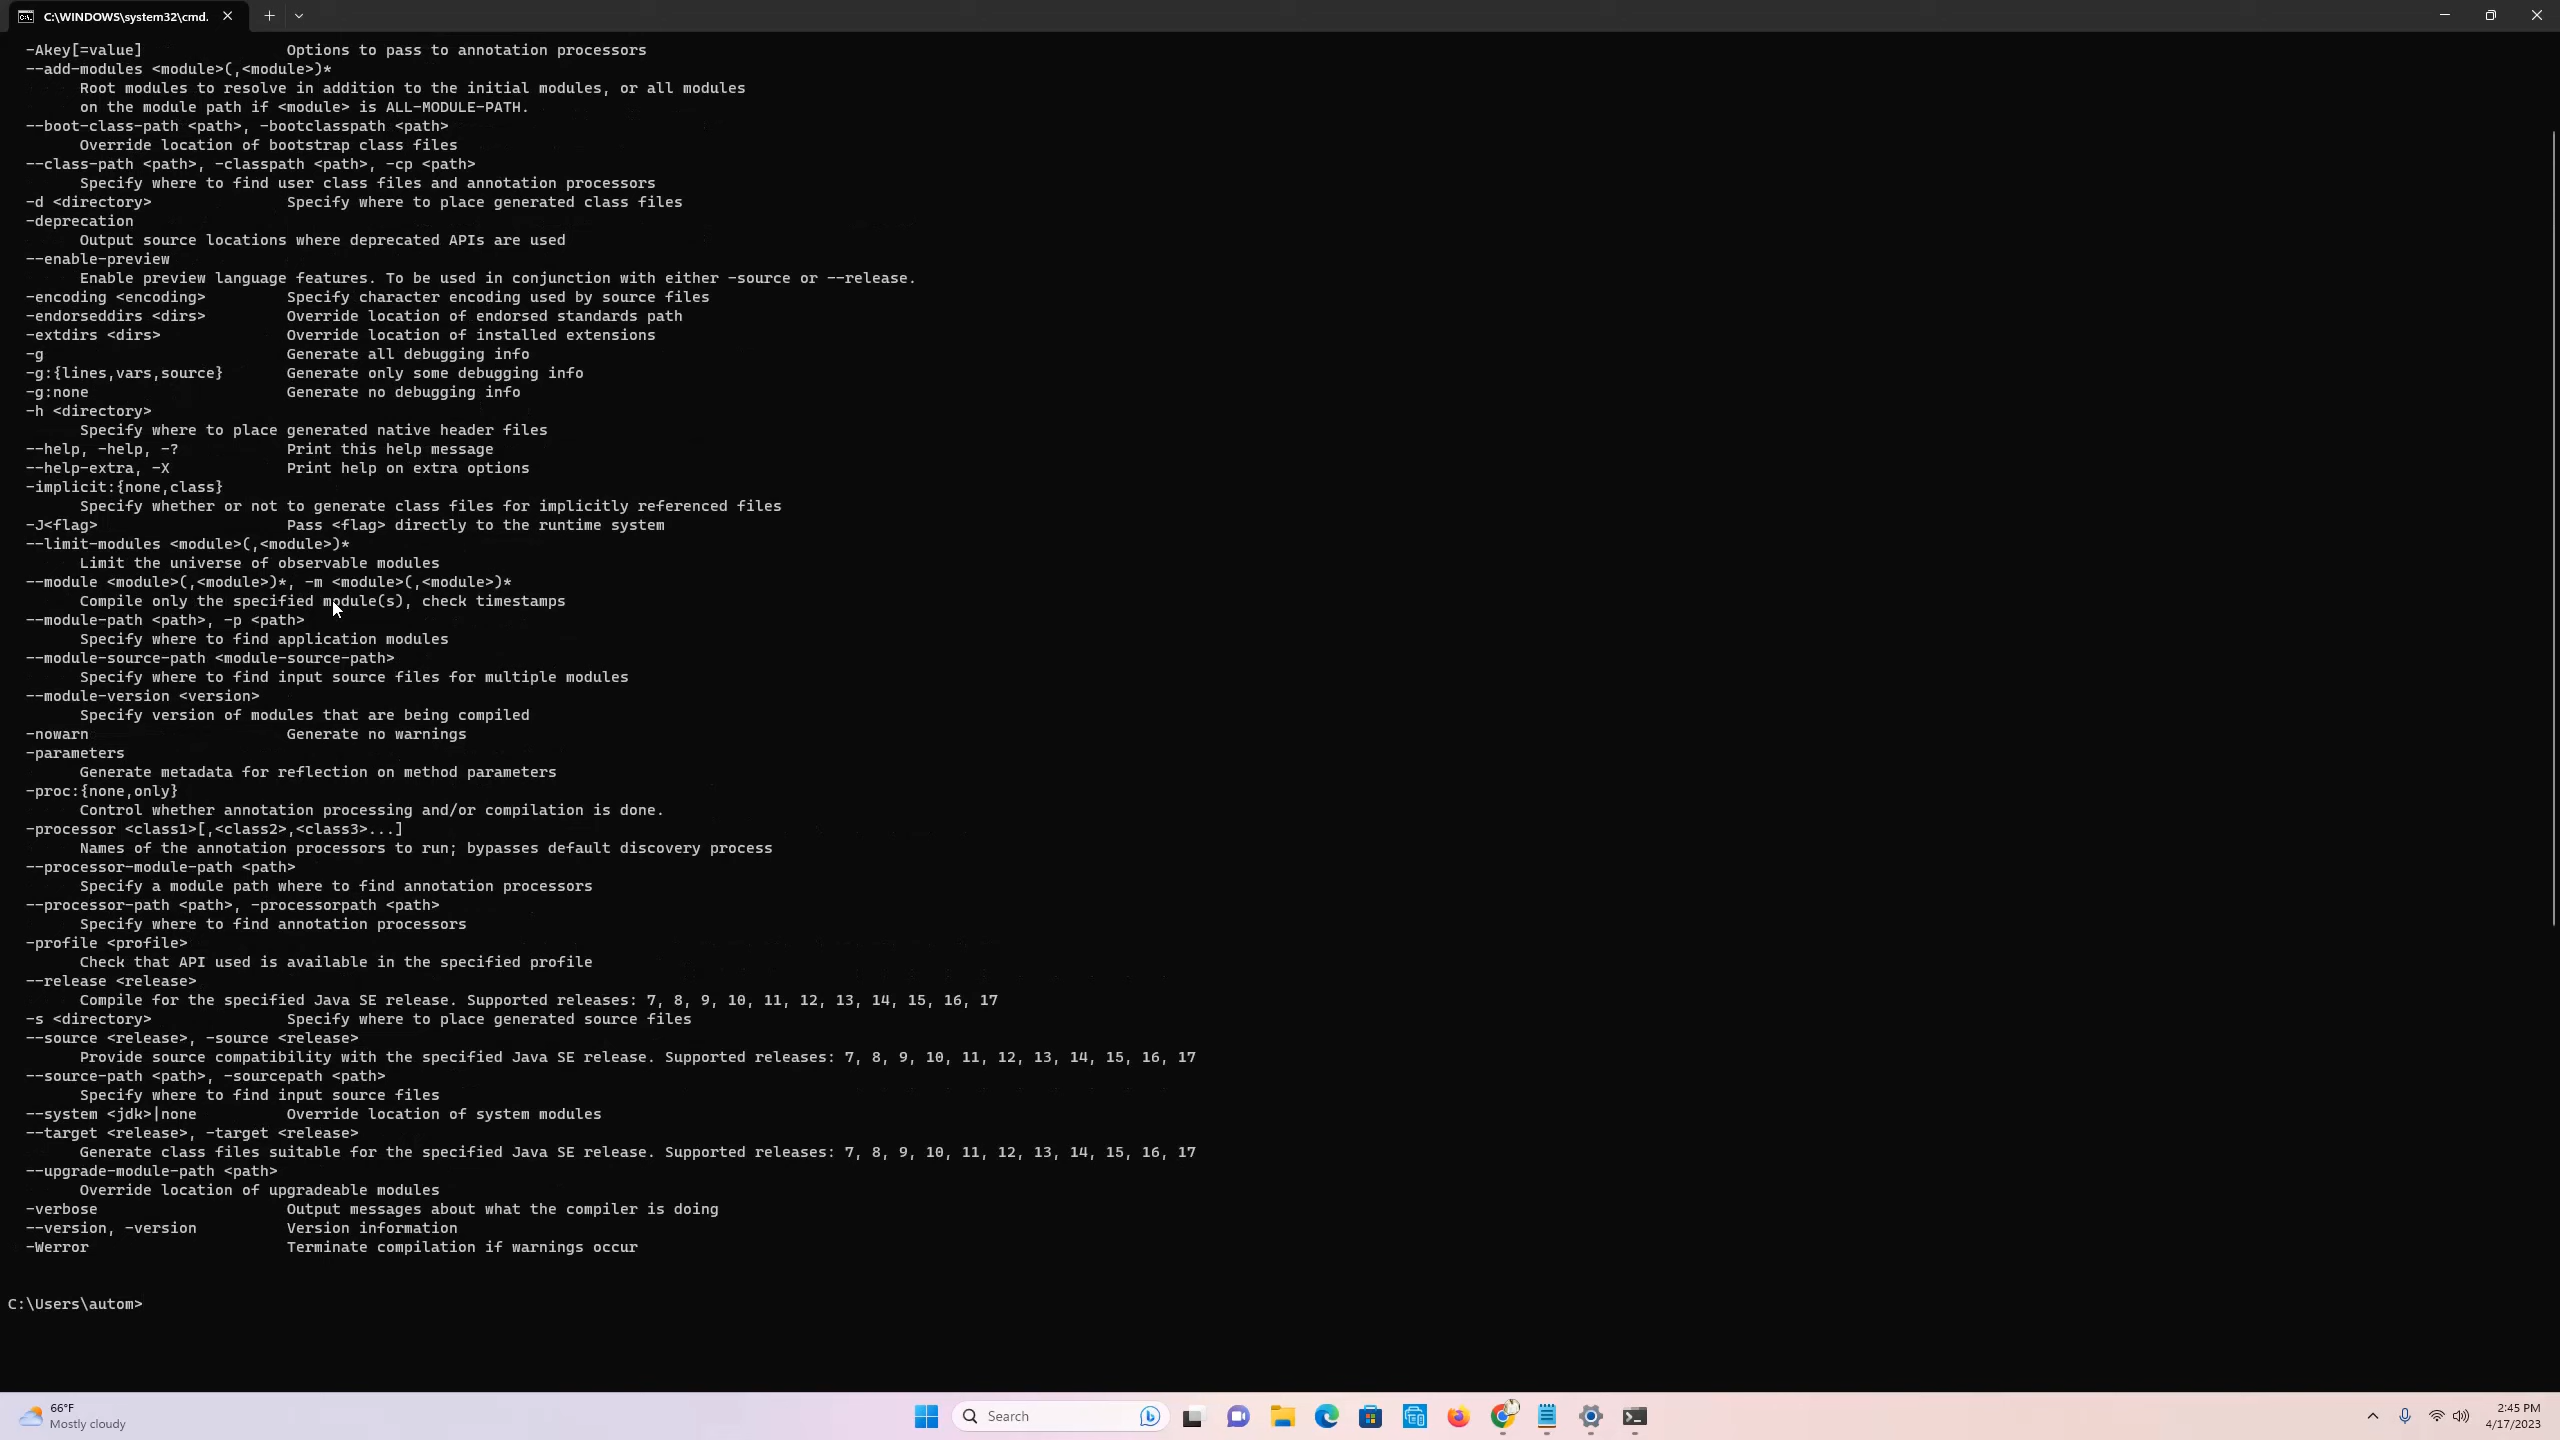 C:\WINDOWS\system32\cmd.
-Akey[=value]                Options to pass to annotation processors
--add-modules <module>(,<module>)*
      Root modules to resolve in addition to the initial modules, or all modules
      on the module path if <module> is ALL-MODULE-PATH.
--boot-class-path <path>, -bootclasspath <path>
      Override location of bootstrap class files
--class-path <path>, -classpath <path>, -cp <path>
      Specify where to find user class files and annotation processors
-d <directory>               Specify where to place generated class files
-deprecation
      Output source locations where deprecated APIs are used
--enable-preview
      Enable preview language features. To be used in conjunction with either -source or --release.
-encoding <encoding>         Specify character encoding used by source files
-endorseddirs <dirs>         Override location of endorsed standards path
-extdirs <dirs>              Override location of installed extensions
-g                           Generate all debugging info
-g:{lines,vars,source}       Generate only some debugging info
-g:none                      Generate no debugging info
-h <directory>
      Specify where to place generated native header files
--help, -help, -?            Print this help message
--help-extra, -X             Print help on extra options
-implicit:{none,class}
      Specify whether or not to generate class files for implicitly referenced files
-J<flag>                     Pass <flag> directly to the runtime system
--limit-modules <module>(,<module>)*
      Limit the universe of observable modules
--module <module>(,<module>)*, -m <module>(,<module>)*
      Compile only the specified module(s), check timestamps
--module-path <path>, -p <path>
      Specify where to find application modules
--module-source-path <module-source-path>
      Specify where to find input source files for multiple modules
--module-version <version>
      Specify version of modules that are being compiled
-nowarn                      Generate no warnings
-parameters
      Generate metadata for reflection on method parameters
-proc:{none,only}
      Control whether annotation processing and/or compilation is done.
-processor <class1>[,<class2>,<class3>...]
      Names of the annotation processors to run; bypasses default discovery process
--processor-module-path <path>
      Specify a module path where to find annotation processors
--processor-path <path>, -processorpath <path>
      Specify where to find annotation processors
-profile <profile>
      Check that API used is available in the specified profile
--release <release>
      Compile for the specified Java SE release. Supported releases: 7, 8, 9, 10, 11, 12, 13, 14, 15, 16, 17
-s <directory>               Specify where to place generated source files
--source <release>, -source <release>
      Provide source compatibility with the specified Java SE release. Supported releases: 7, 8, 9, 10, 11, 12, 13, 14, 15, 16, 17
--source-path <path>, -sourcepath <path>
      Specify where to find input source files
--system <jdk>|none          Override location of system modules
--target <release>, -target <release>
      Generate class files suitable for the specified Java SE release. Supported releases: 7, 8, 9, 10, 11, 12, 13, 14, 15, 16, 17
--upgrade-module-path <path>
      Override location of upgradeable modules
-verbose                     Output messages about what the compiler is doing
--version, -version          Version information
-Werror                      Terminate compilation if warnings occur
C:\Users\autom>
66°F
Mostly cloudy
Search
2:45 PM
4/17/2023